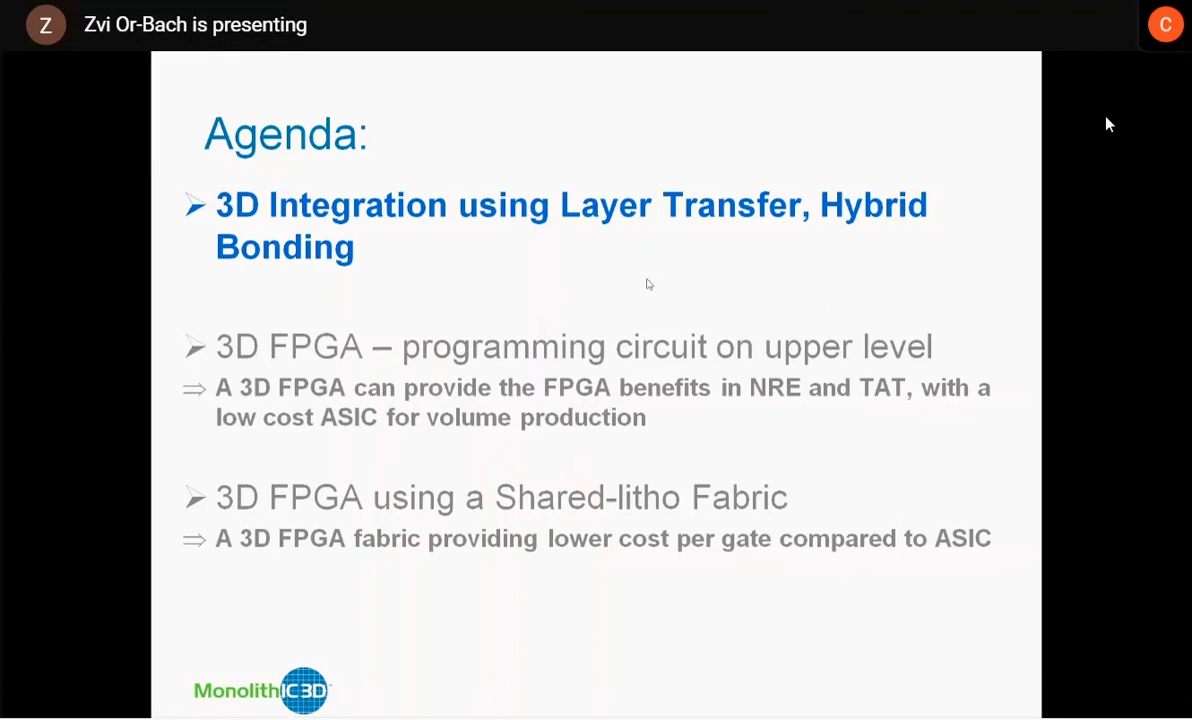 Z
Zvi Or-Bach is presenting
C
Agenda:
➢ 3D Integration using Layer Transfer, Hybrid
Bonding
➢ 3D FPGA – programming circuit on upper level
⇒ A 3D FPGA can provide the FPGA benefits in NRE and TAT, with a
low cost ASIC for volume production
➢ 3D FPGA using a Shared-litho Fabric
⇒ A 3D FPGA fabric providing lower cost per gate compared to ASIC
MonolithIC3D™